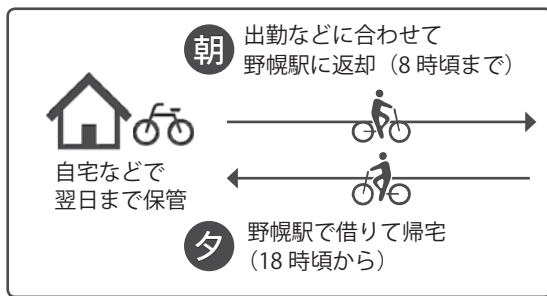 朝
出勤などに合わせて
野幌駅に返却（8 時頃まで）
自宅などで
翌日まで保管
夕
野幌駅で借りて帰宅
（18 時頃から）